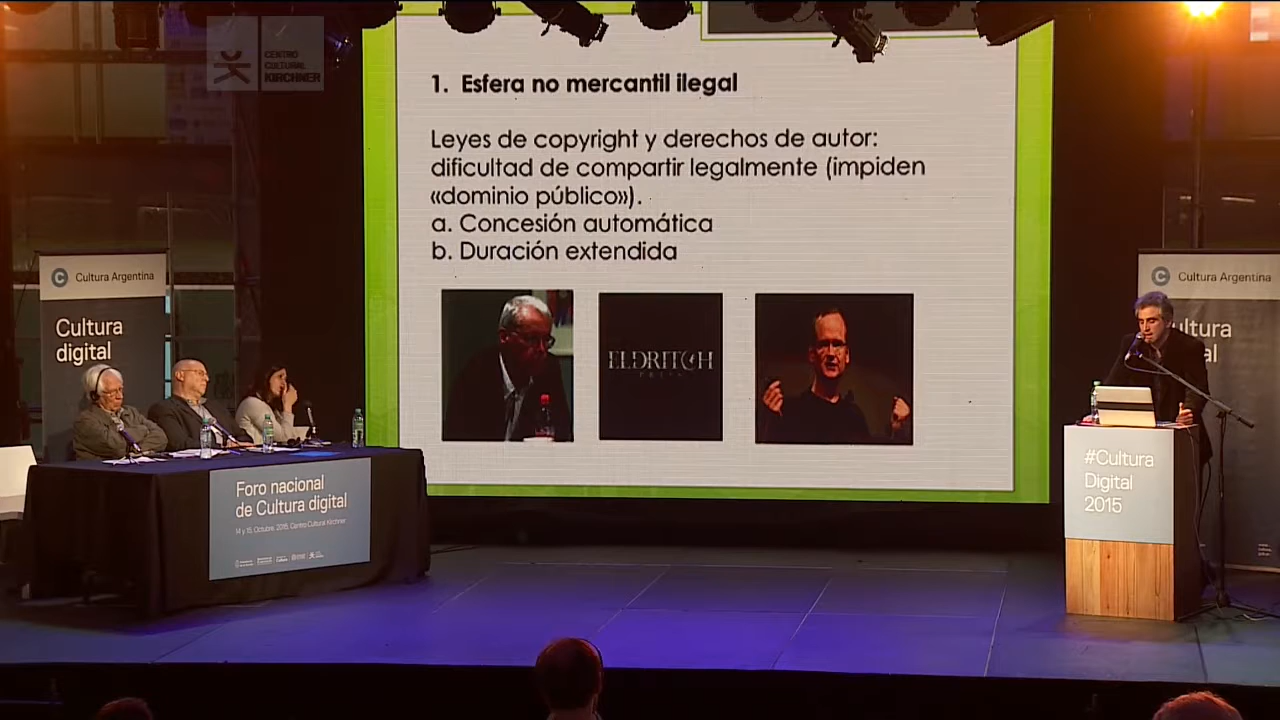 CENTRO
CULTURAL
KIRCHNER
1. Esfera no mercantil ilegal
Leyes de copyright y derechos de autor:
dificultad de compartir legalmente (impiden
«dominio público»).
a. Concesión automática
b. Duración extendida
ELDRITCH
Cultura Argentina
Cultura
digital
Foro nacional
de Cultura digital
14 y 15, Octubre, 2015, Centro Cultural Kirchner
Cultura Argentina
ultura
al
#Cultura
Digital
2015